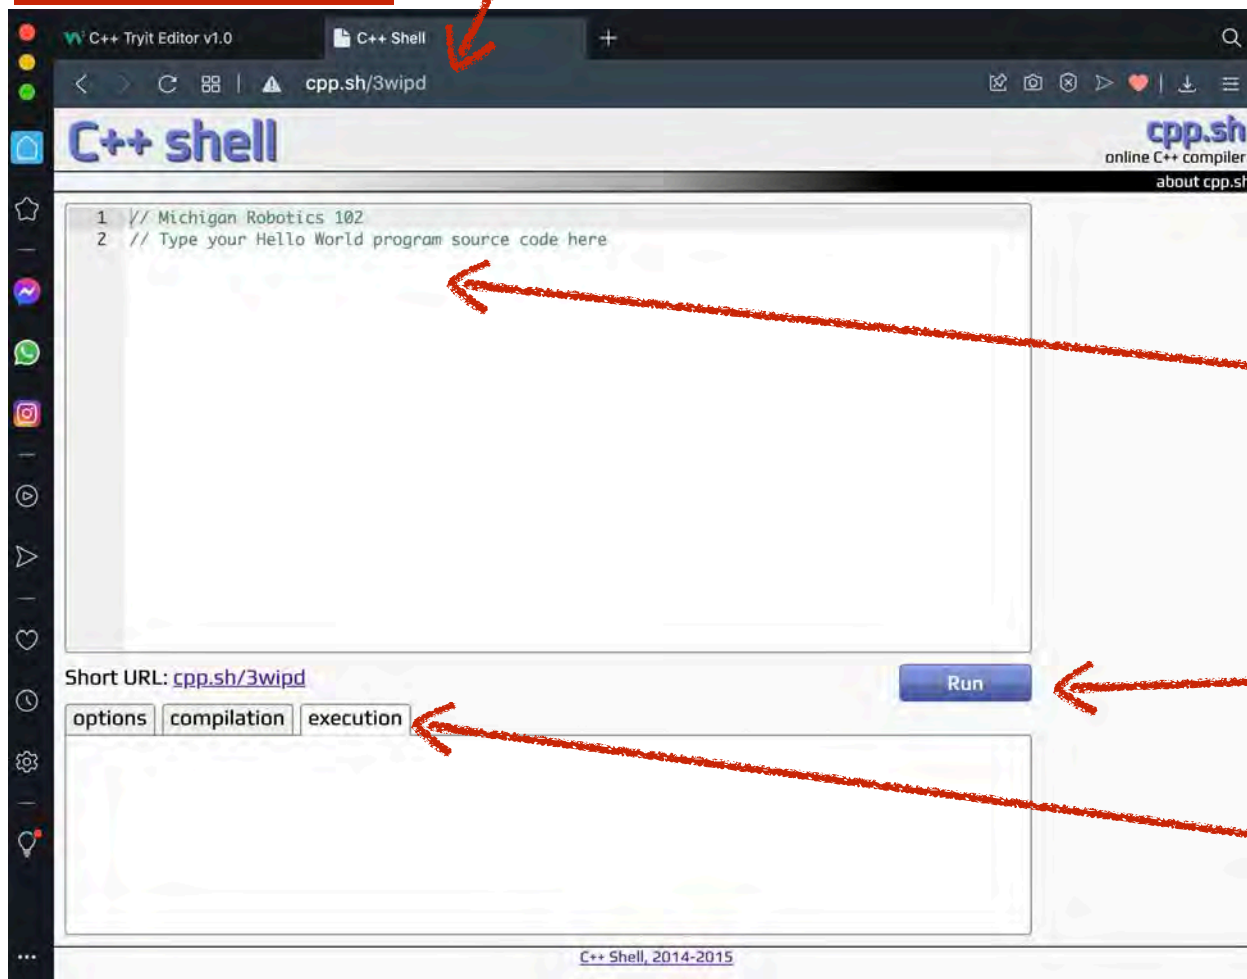 C++ Tryit Editor v1.0
C++ Shell
cpp.sh/3wipd
C++ shell
cpp.sh
online C++ compiler
about cpp.sh
1 // Michigan Robotics 102
2 // Type your Hello World program source code here
Short URL: cpp.sh/3wipd
Run
options compilation execution
C++ Shell, 2014-2015